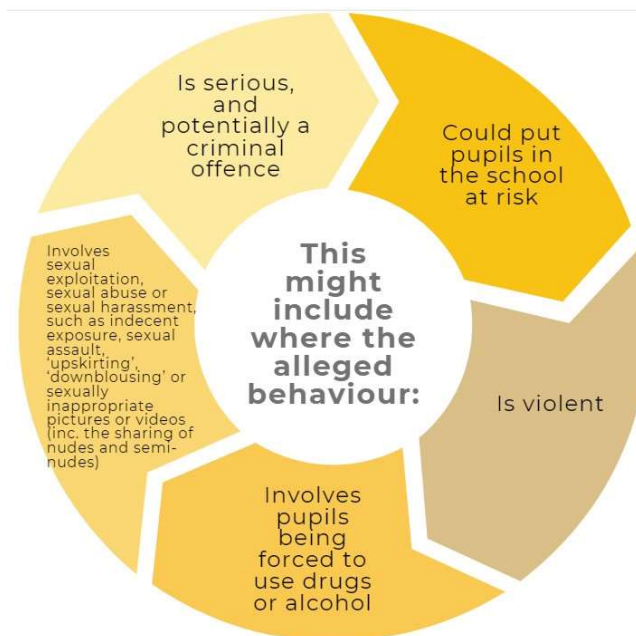 This
might
include
where the
alleged
behaviour:
Is serious,
and
potentially a
criminal
offence
Could put
pupils in
the school
at risk
Is violent
Involves
pupils
being
forced to
use drugs
or alcohol
Involves
sexual
exploitation,
sexual abuse or
sexual harassment,
such as indecent
exposure, sexual
assault,
‘upskirting’,
‘downblousing’ or
sexually
inappropriate
pictures or videos
(inc. the sharing of
nudes and semi-
nudes)